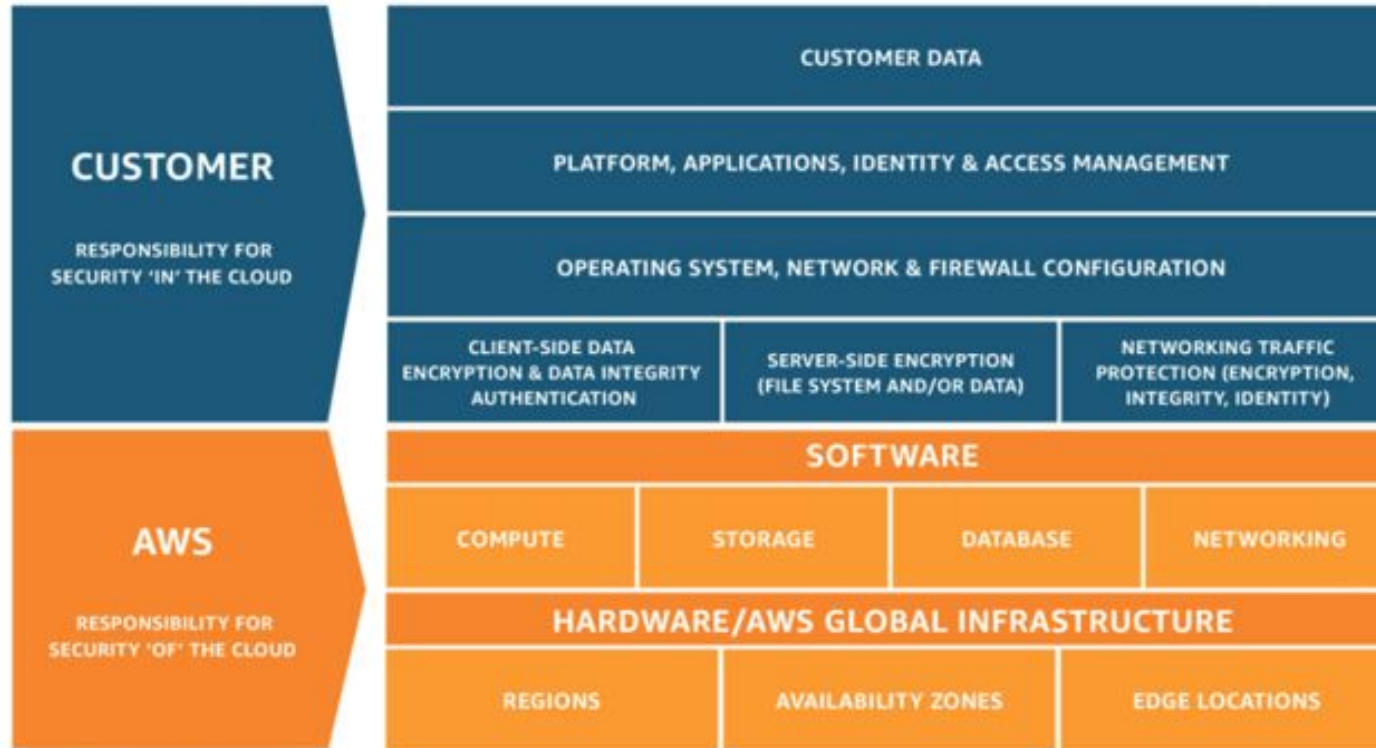 CUSTOMER
RESPONSIBILITY FOR
SECURITY ‘IN’ THE CLOUD
CUSTOMER DATA
PLATFORM, APPLICATIONS, IDENTITY & ACCESS MANAGEMENT
OPERATING SYSTEM, NETWORK & FIREWALL CONFIGURATION
CLIENT-SIDE DATA
ENCRYPTION & DATA INTEGRITY
AUTHENTICATION
SERVER-SIDE ENCRYPTION
(FILE SYSTEM AND/OR DATA)
NETWORKING TRAFFIC
PROTECTION (ENCRYPTION,
INTEGRITY, IDENTITY)
AWS
RESPONSIBILITY FOR
SECURITY ‘OF’ THE CLOUD
SOFTWARE
COMPUTE
STORAGE
DATABASE
NETWORKING
HARDWARE/AWS GLOBAL INFRASTRUCTURE
REGIONS
AVAILABILITY ZONES
EDGE LOCATIONS